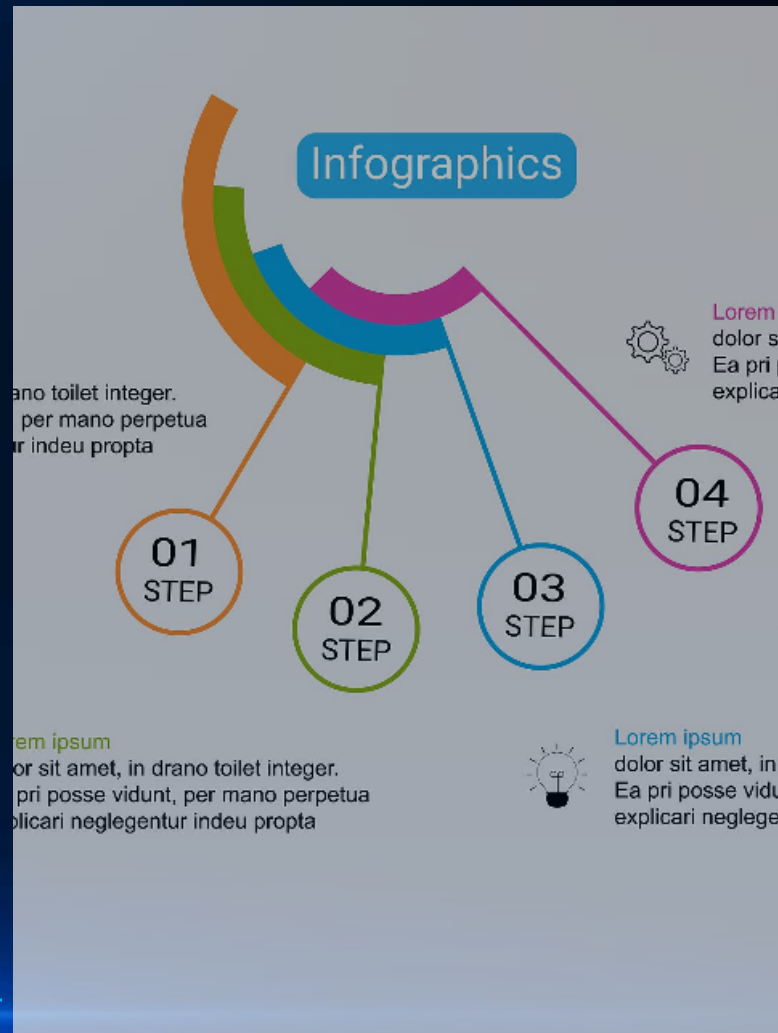 Infographics
Lorem
dolor s
Ea pri
explica
ano toilet integer.
per mano perpetua
ur indeu propta
04
STEP
01
STEP
02
STEP
03
STEP
rem ipsum
or sit amet, in drano toilet integer.
pri posse vidunt, per mano perpetua
plicari neglegentur indeu propta
Lorem ipsum
dolor sit amet, in
Ea pri posse vidu
explicari neglege